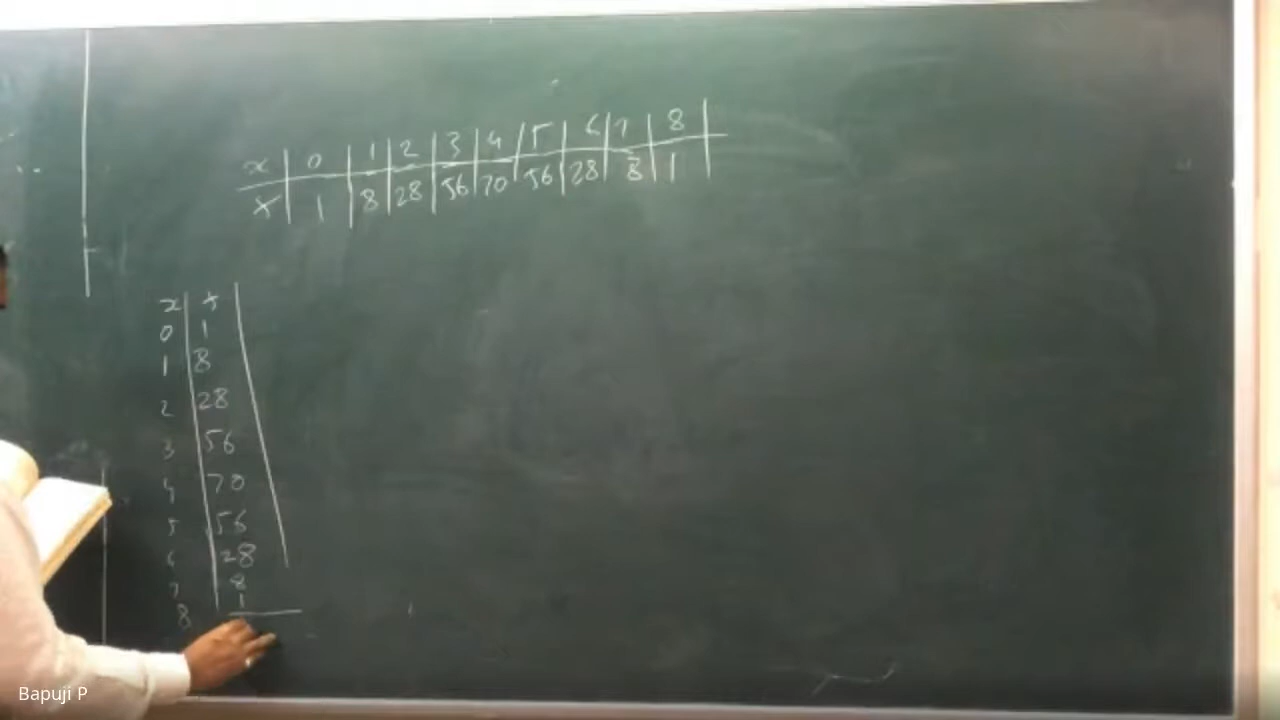 x 0 1 2 3 4 5 6 7 8
f 1 8 28 56 70 56 28 8 1
x f
0 1
1 8
2 28
3 56
4 70
5 56
6 28
7 8
8 1
Bapuji P